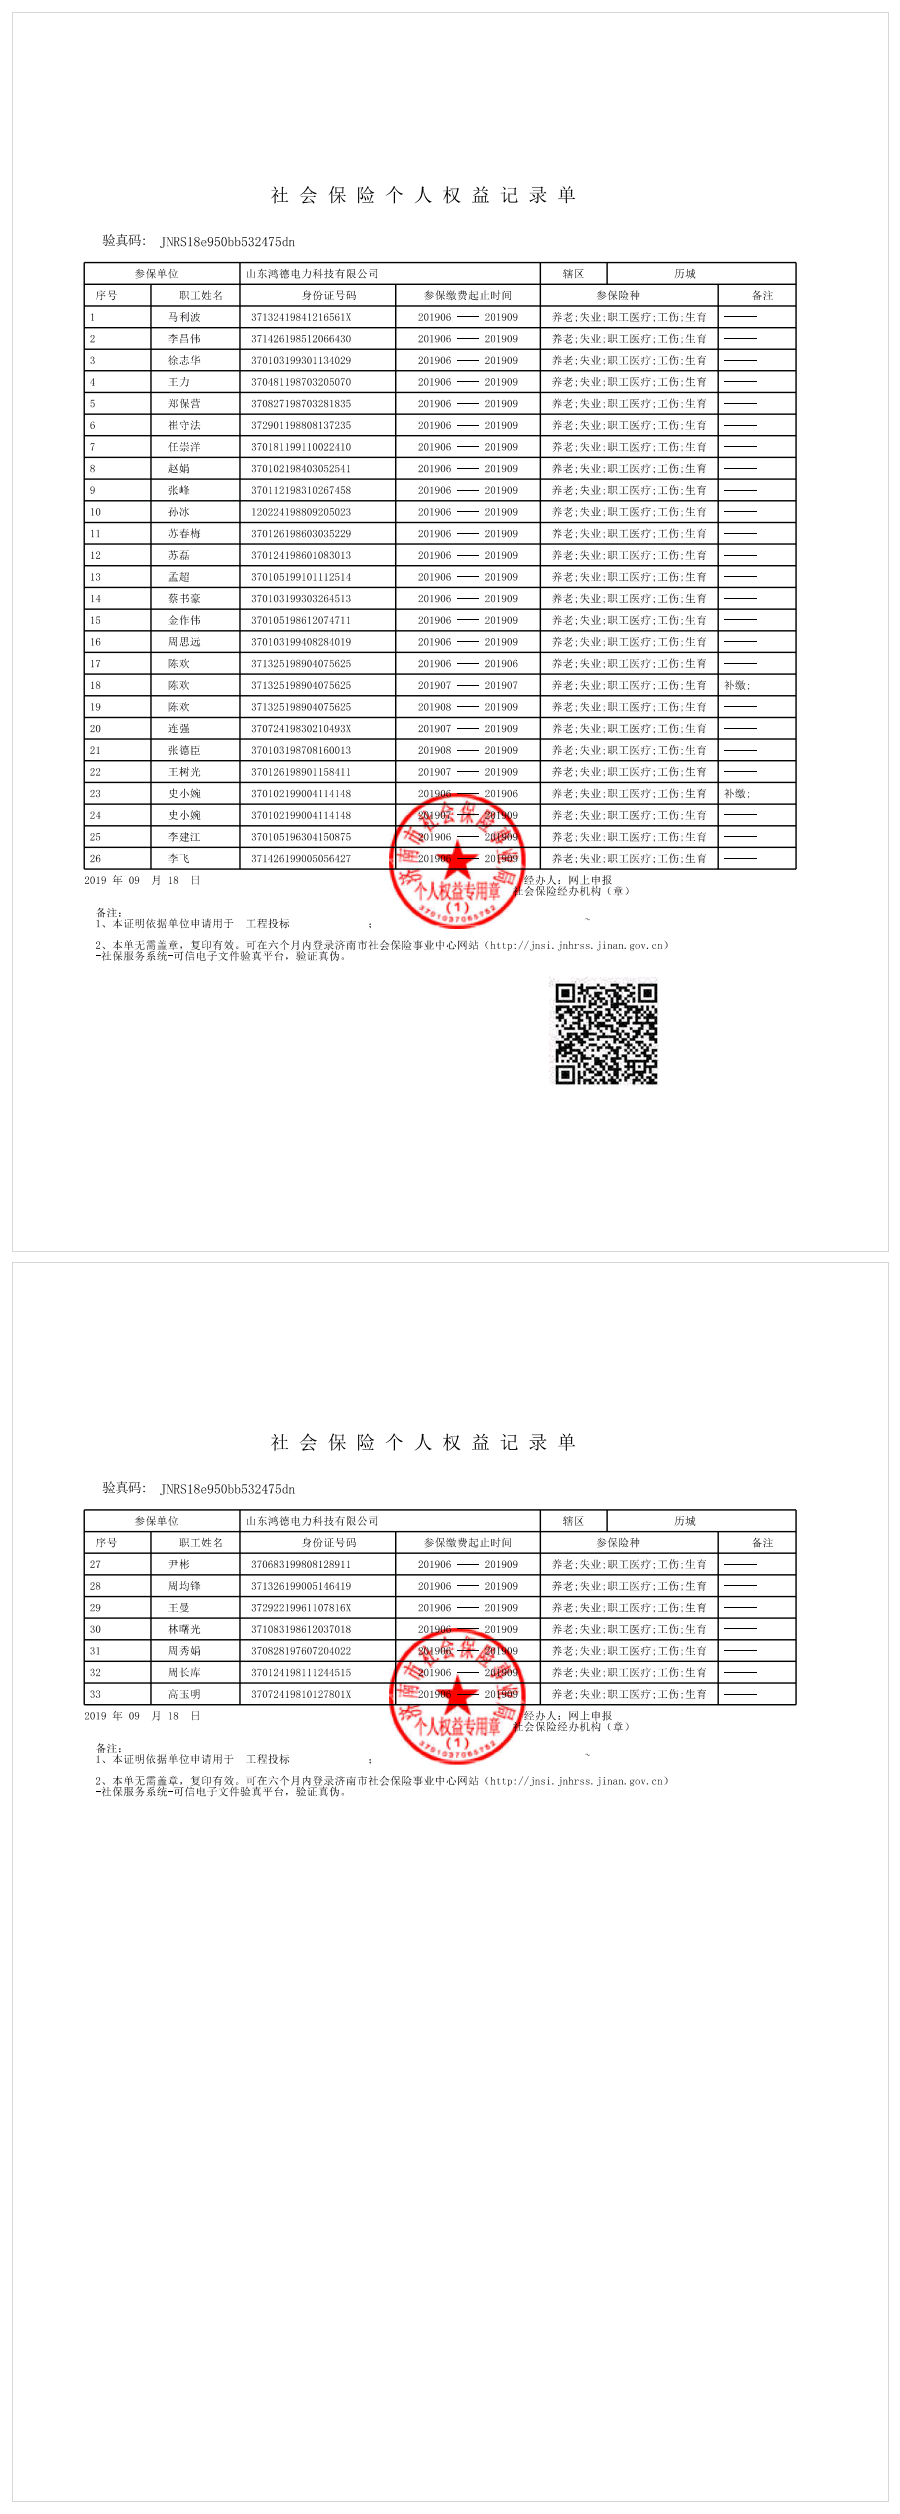 社会保险个人权益记录单
验真码: JNRS18e950bb532475dn
参保单位 山东鸿德电力科技有限公司 辖区 历城
序号 职工姓名 身份证号码 参保缴费起止时间 参保险种 备注
1 马利波 37132419841216561X 201906 —— 201909 养老;失业;职工医疗;工伤;生育 ———
2 李昌伟 371426198512066430 201906 —— 201909 养老;失业;职工医疗;工伤;生育 ———
3 徐志华 370103199301134029 201906 —— 201909 养老;失业;职工医疗;工伤;生育 ———
4 王力 370481198703205070 201906 —— 201909 养老;失业;职工医疗;工伤;生育 ———
5 郑保营 370827198703281835 201906 —— 201909 养老;失业;职工医疗;工伤;生育 ———
6 崔守法 372901198808137235 201906 —— 201909 养老;失业;职工医疗;工伤;生育 ———
7 任崇洋 370181199110022410 201906 —— 201909 养老;失业;职工医疗;工伤;生育 ———
8 赵娟 370102198403052541 201906 —— 201909 养老;失业;职工医疗;工伤;生育 ———
9 张峰 370112198310267458 201906 —— 201909 养老;失业;职工医疗;工伤;生育 ———
10 孙冰 120224198809205023 201906 —— 201909 养老;失业;职工医疗;工伤;生育 ———
11 苏春梅 370126198603035229 201906 —— 201909 养老;失业;职工医疗;工伤;生育 ———
12 苏磊 370124198601083013 201906 —— 201909 养老;失业;职工医疗;工伤;生育 ———
13 孟超 370105199101112514 201906 —— 201909 养老;失业;职工医疗;工伤;生育 ———
14 蔡书豪 370103199303264513 201906 —— 201909 养老;失业;职工医疗;工伤;生育 ———
15 金作伟 370105198612074711 201906 —— 201909 养老;失业;职工医疗;工伤;生育 ———
16 周思远 370103199408284019 201906 —— 201909 养老;失业;职工医疗;工伤;生育 ———
17 陈欢 371325198904075625 201906 —— 201906 养老;失业;职工医疗;工伤;生育 ———
18 陈欢 371325198904075625 201907 —— 201907 养老;失业;职工医疗;工伤;生育 补缴;
19 陈欢 371325198904075625 201908 —— 201909 养老;失业;职工医疗;工伤;生育 ———
20 连强 37072419830210493X 201907 —— 201909 养老;失业;职工医疗;工伤;生育 ———
21 张德臣 370103198708160013 201908 —— 201909 养老;失业;职工医疗;工伤;生育 ———
22 王树光 370126198901158411 201907 —— 201909 养老;失业;职工医疗;工伤;生育 ———
23 史小婉 370102199004114148 201906 —— 201906 养老;失业;职工医疗;工伤;生育 补缴;
24 史小婉 370102199004114148 201907 —— 201909 养老;失业;职工医疗;工伤;生育 ———
25 李建江 370105196304150875 201906 —— 201909 养老;失业;职工医疗;工伤;生育 ———
26 李飞 371426199005056427 201906 —— 201909 养老;失业;职工医疗;工伤;生育 ———
济南市社会保险事业局
个人权益专用章
(1)
3701037065752
2019 年 09 月 18 日 经办人: 网上申报
社会保险经办机构（章）
备注:
1、本证明依据单位申请用于 工程投标 ; ~
2、本单无需盖章, 复印有效。可在六个月内登录济南市社会保险事业中心网站（http://jnsi.jnhrss.jinan.gov.cn）
-社保服务系统-可信电子文件验真平台, 验证真伪。
社会保险个人权益记录单
验真码: JNRS18e950bb532475dn
参保单位 山东鸿德电力科技有限公司 辖区 历城
序号 职工姓名 身份证号码 参保缴费起止时间 参保险种 备注
27 尹彬 370683199808128911 201906 —— 201909 养老;失业;职工医疗;工伤;生育 ———
28 周均锋 371326199005146419 201906 —— 201909 养老;失业;职工医疗;工伤;生育 ———
29 王曼 37292219961107816X 201906 —— 201909 养老;失业;职工医疗;工伤;生育 ———
30 林曙光 371083198612037018 201906 —— 201909 养老;失业;职工医疗;工伤;生育 ———
31 周秀娟 370828197607204022 201906 —— 201909 养老;失业;职工医疗;工伤;生育 ———
32 周长库 370124198111244515 201906 —— 201909 养老;失业;职工医疗;工伤;生育 ———
33 高玉明 37072419810127801X 201906 —— 201909 养老;失业;职工医疗;工伤;生育 ———
济南市社会保险事业局
个人权益专用章
(1)
3701037065752
2019 年 09 月 18 日 经办人: 网上申报
社会保险经办机构（章）
备注:
1、本证明依据单位申请用于 工程投标 ; ~
2、本单无需盖章, 复印有效。可在六个月内登录济南市社会保险事业中心网站（http://jnsi.jnhrss.jinan.gov.cn）
-社保服务系统-可信电子文件验真平台, 验证真伪。